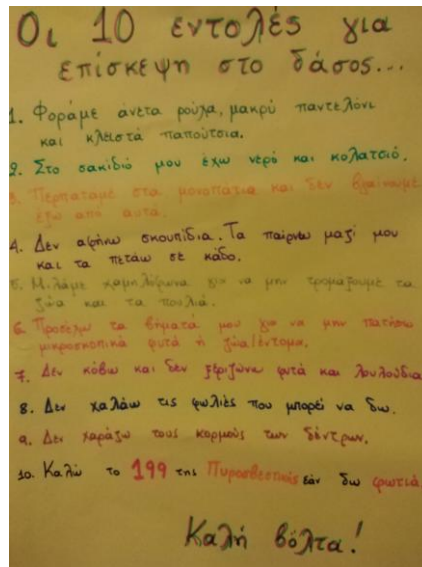 Οι 10 εντολές για
επίσκεψη στο δάσος...
1. Φοράμε άνετα ρούχα, μακρύ παντελόνι
και κλειστά παπούτσια.
2. Στο σακίδιό μου έχω νερό και κολατσιό.
3. Περπατάμε στα μονοπάτια και δεν βγαίνουμε
έξω από αυτά.
4. Δεν αφήνω σκουπίδια. Τα παίρνω μαζί μου
και τα πετάω σε κάδο.
5. Μιλάμε χαμηλόφωνα για να μην τρομάξουμε τα
ζώα και τα πουλιά.
6. Προσέχω τα βήματά μου για να μην πατήσω
μικροσκοπικά φυτά ή ζώα/έντομα.
7. Δεν κόβω και δεν ξεριζώνω φυτά και λουλούδια
8. Δεν χαλάω τις φωλιές που μπορεί να δω.
9. Δεν χαράζω τους κορμούς των δέντρων.
10. Καλώ το 199 της Πυροσβεστικής εάν δω φωτιά
Καλή βόλτα!